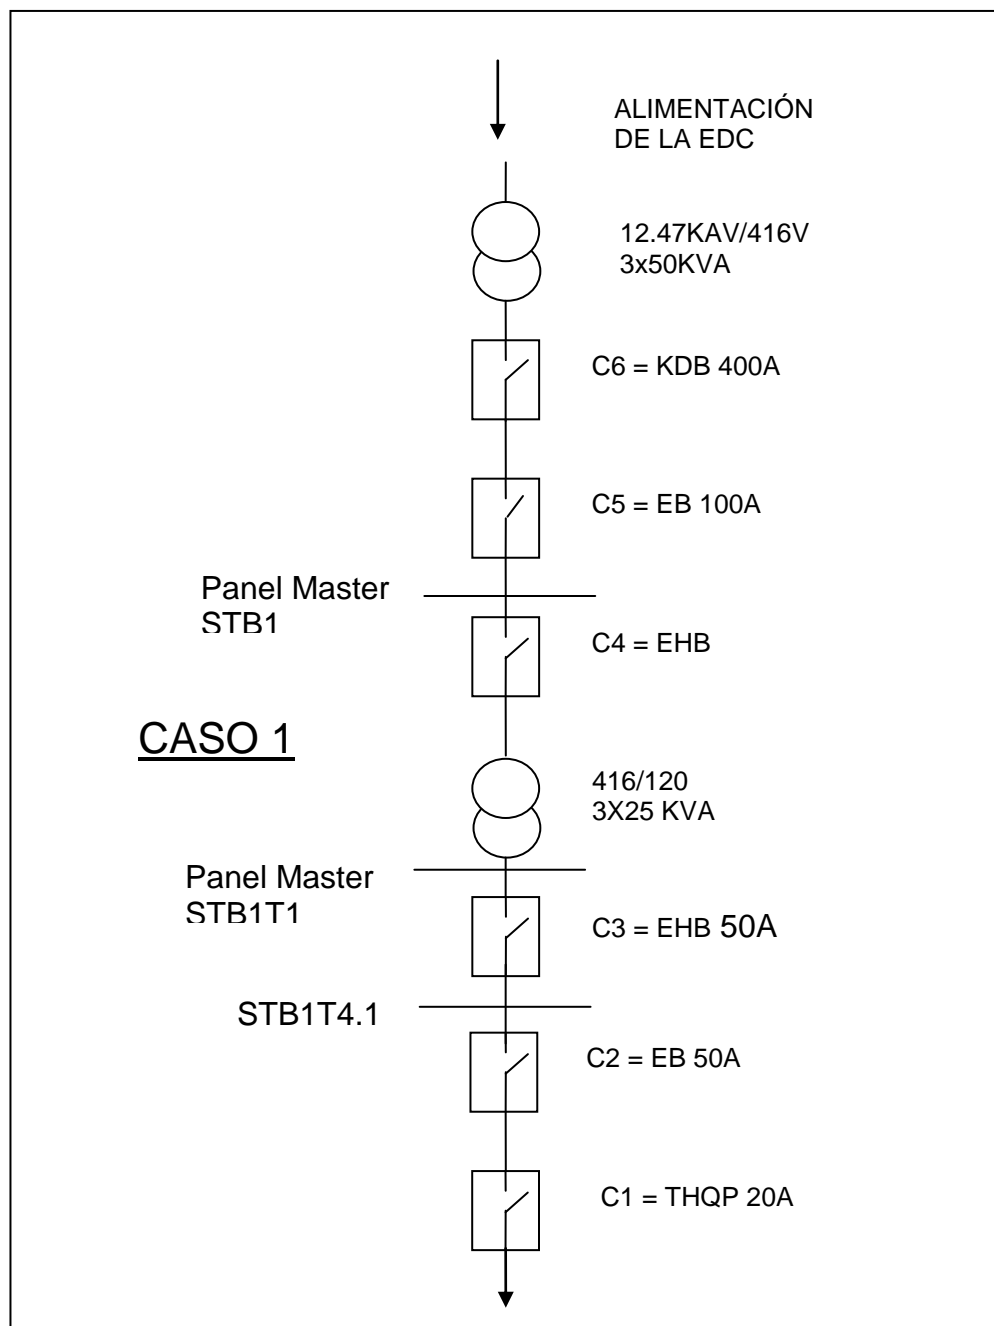 ALIMENTACIÓN
DE LA EDC
12.47KAV/416V
3x50KVA
C6 = KDB 400A
C5 = EB 100A
Panel Master
STB1
C4 = EHB
CASO 1
416/120
3X25 KVA
Panel Master
STB1T1
C3 = EHB 50A
STB1T4.1
C2 = EB 50A
C1 = THQP 20A